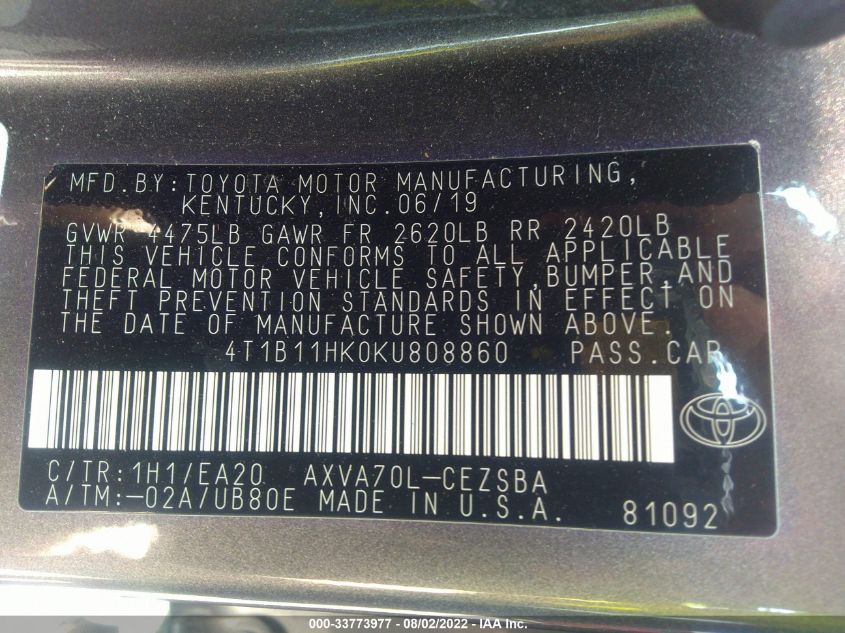 MFD.BY:TOYOTA MOTOR MANUFACTURING,
KENTUCKY, INC. 06/19
GVWR 4475LB GAWR FR 2620LB RR 2420LB
THIS VEHICLE CONFORMS TO ALL APPLICABLE
FEDERAL MOTOR VEHICLE SAFETY,BUMPER,AND
THEFT PREVENTION STANDARDS IN EFFECT ON
THE DATE OF MANUFACTURE SHOWN ABOVE.
4T1B11HK0KU808860 PASS.CAR
C/TR:1H1/EA20 AXVA70L-CEZSBA
A/TM:-02A/UB80E MADE IN U.S.A. 81092
000-33773977 - 08/02/2022 - IAA Inc.